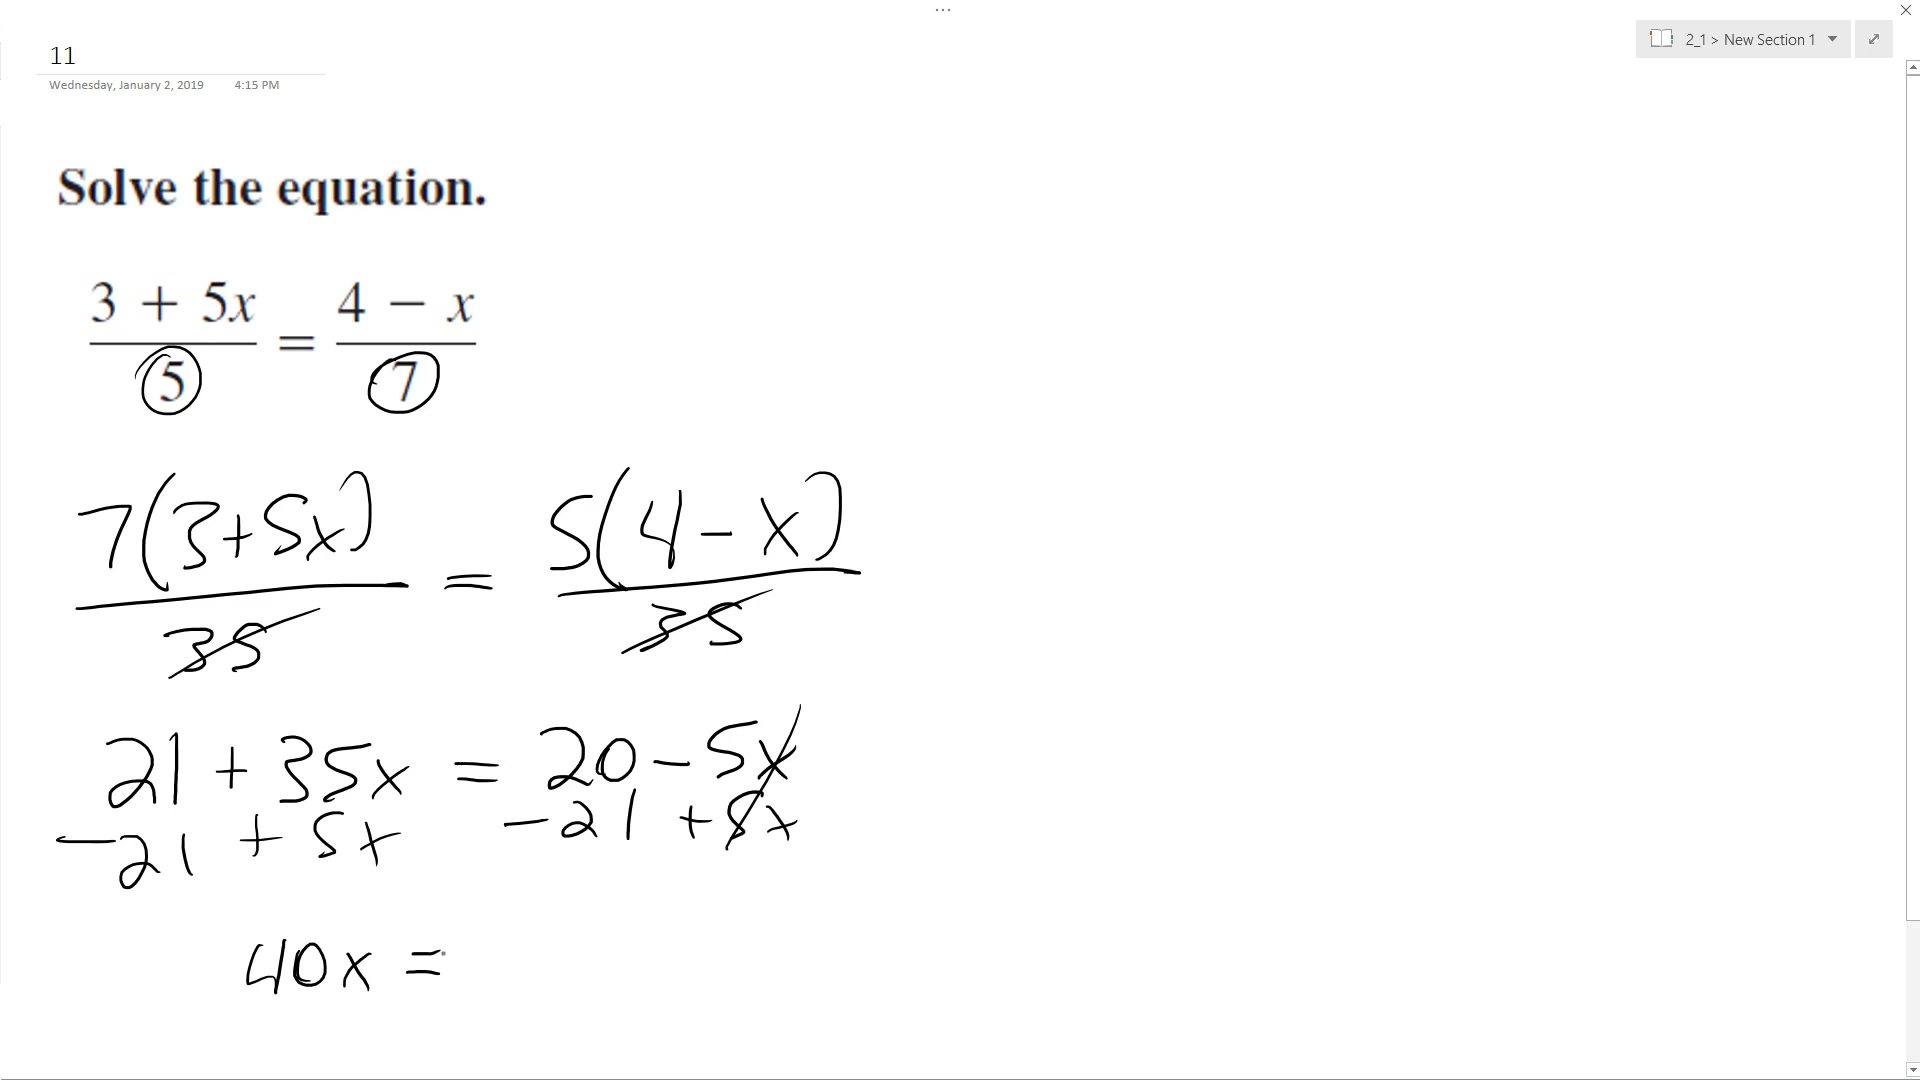 ...
2_1 > New Section 1
11
Wednesday, January 2, 2019 4:15 PM
Solve the equation.
3 + 5x / 5 = 4 − x / 7
7(3+5x) / 35 = 5(4-x) / 35
21 + 35x = 20 - 5x
-21 + 5x -21 + 5x
40x =